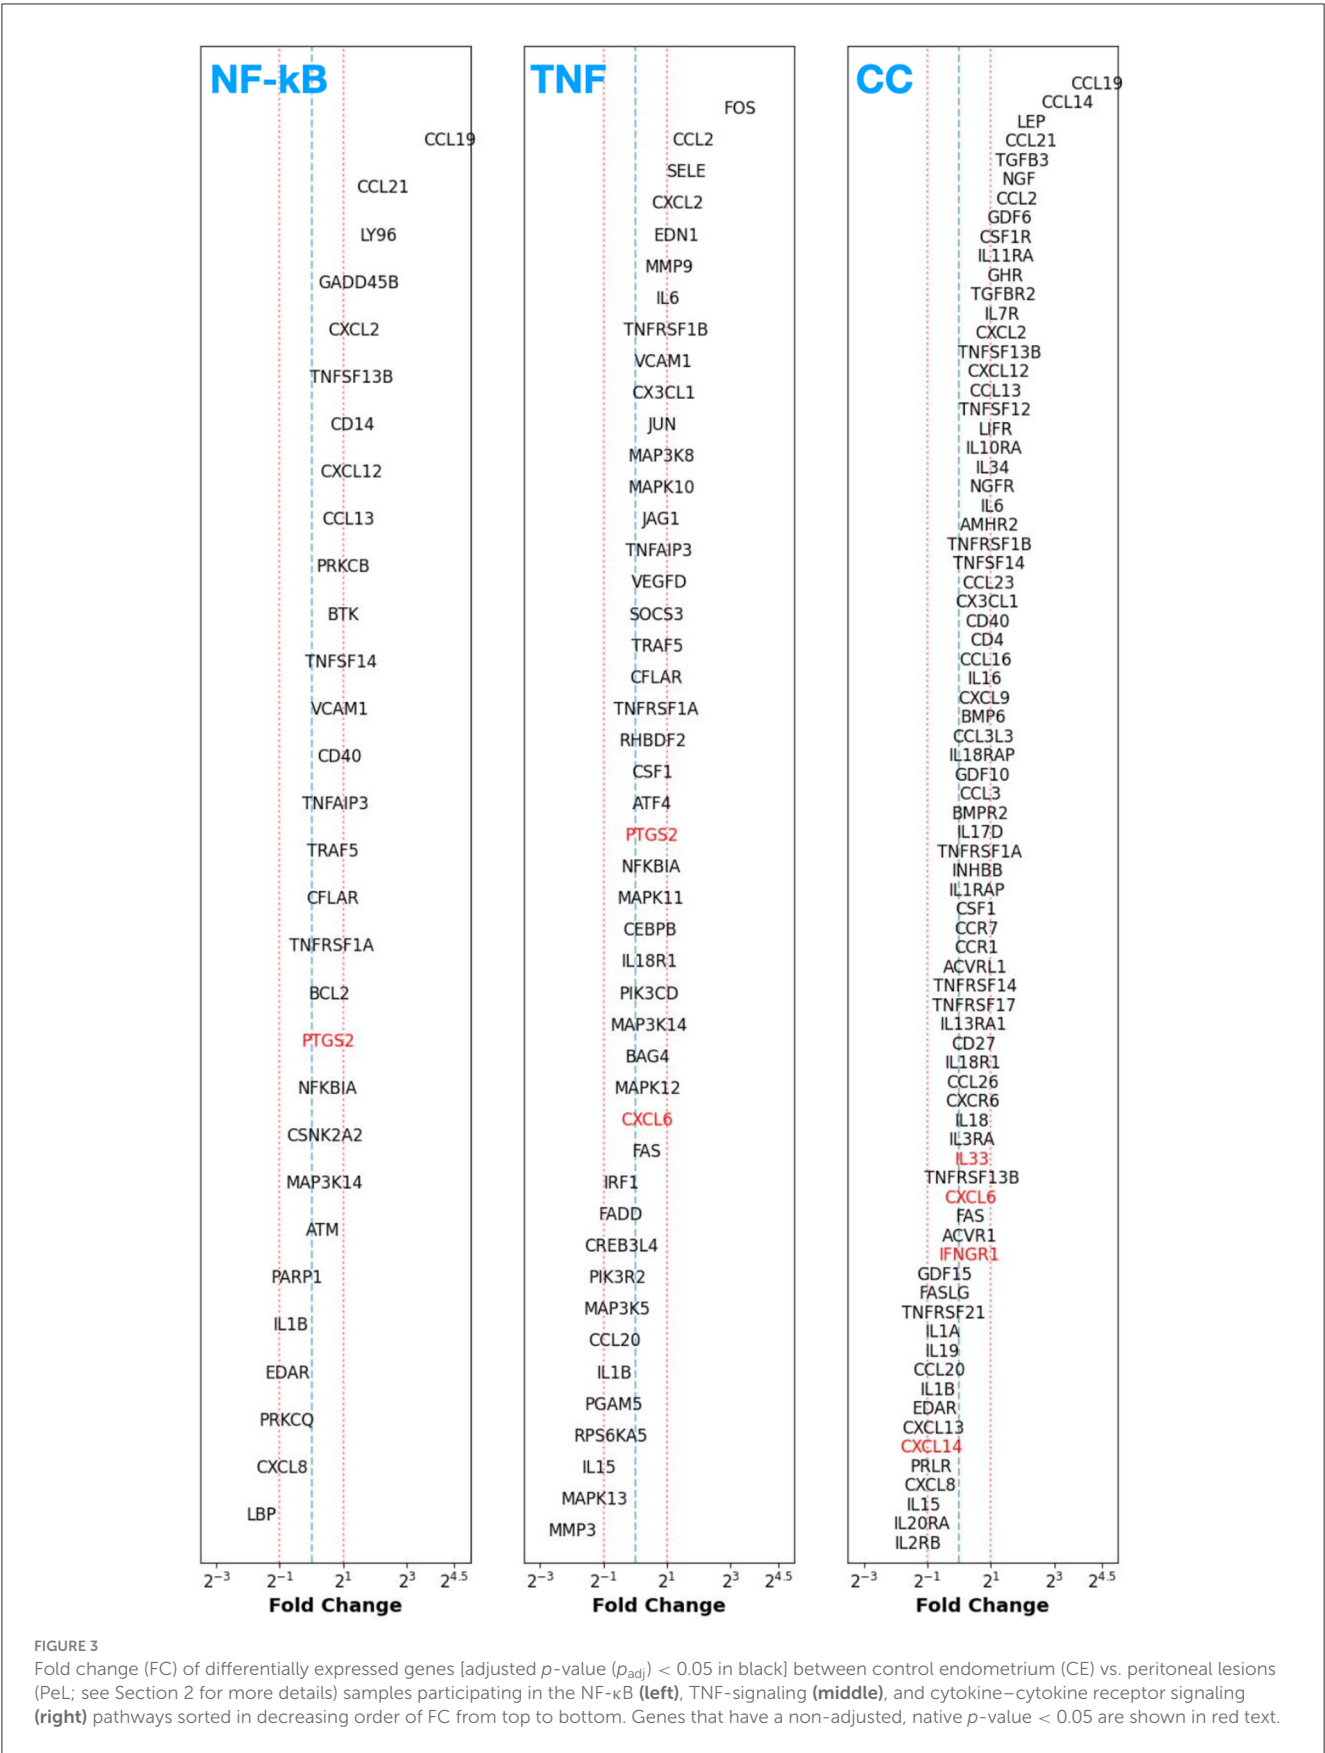 NF-kB
CCL19
CCL21
LY96
GADD45B
CXCL2
TNFSF13B
CD14
CXCL12
CCL13
PRKCB
BTK
TNFSF14
VCAM1
CD40
TNFAIP3
TRAF5
CFLAR
TNFRSF1A
BCL2
PTGS2
NFKBIA
CSNK2A2
MAP3K14
ATM
PARP1
IL1B
EDAR
PRKCQ
CXCL8
LBP
2^-3 2^-1 2^1 2^3 2^4.5
Fold Change
TNF
FOS
CCL2
SELE
CXCL2
EDN1
MMP9
IL6
TNFRSF1B
VCAM1
CX3CL1
JUN
MAP3K8
MAPK10
JAG1
TNFAIP3
VEGFD
SOCS3
TRAF5
CFLAR
TNFRSF1A
RHBDF2
CSF1
ATF4
PTGS2
NFKBIA
MAPK11
CEBPB
IL18R1
PIK3CD
MAP3K14
BAG4
MAPK12
CXCL6
FAS
IRF1
FADD
CREB3L4
PIK3R2
MAP3K5
CCL20
IL1B
PGAM5
RPS6KA5
IL15
MAPK13
MMP3
2^-3 2^-1 2^1 2^3 2^4.5
Fold Change
CC
CCL19
CCL14
LEP
CCL21
TGFB3
NGF
CCL2
GDF6
CSF1R
IL11RA
GHR
TGFBR2
IL7R
CXCL2
TNFSF13B
CXCL12
CCL13
TNFSF12
LIFR
IL10RA
IL34
NGFR
IL6
AMHR2
TNFRSF1B
TNFSF14
CCL23
CX3CL1
CD40
CD4
CCL16
IL16
CXCL9
BMP6
CCL3L3
IL18RAP
GDF10
CCL3
BMPR2
IL17D
TNFRSF1A
INHBB
IL1RAP
CSF1
CCR7
CCR1
ACVRL1
TNFRSF14
TNFRSF17
IL13RA1
CD27
IL18R1
CCL26
CXCR6
IL18
IL3RA
IL33
TNFRSF13B
CXCL6
FAS
ACVR1
IFNGR1
GDF15
FASLG
TNFRSF21
IL1A
IL19
CCL20
IL1B
EDAR
CXCL13
CXCL14
PRLR
CXCL8
IL15
IL20RA
IL2RB
2^-3 2^-1 2^1 2^3 2^4.5
Fold Change
FIGURE 3
Fold change (FC) of differentially expressed genes [adjusted p-value (p_adj) < 0.05 in black] between control endometrium (CE) vs. peritoneal lesions
(PeL; see Section 2 for more details) samples participating in the NF-κB (left), TNF-signaling (middle), and cytokine–cytokine receptor signaling
(right) pathways sorted in decreasing order of FC from top to bottom. Genes that have a non-adjusted, native p-value < 0.05 are shown in red text.